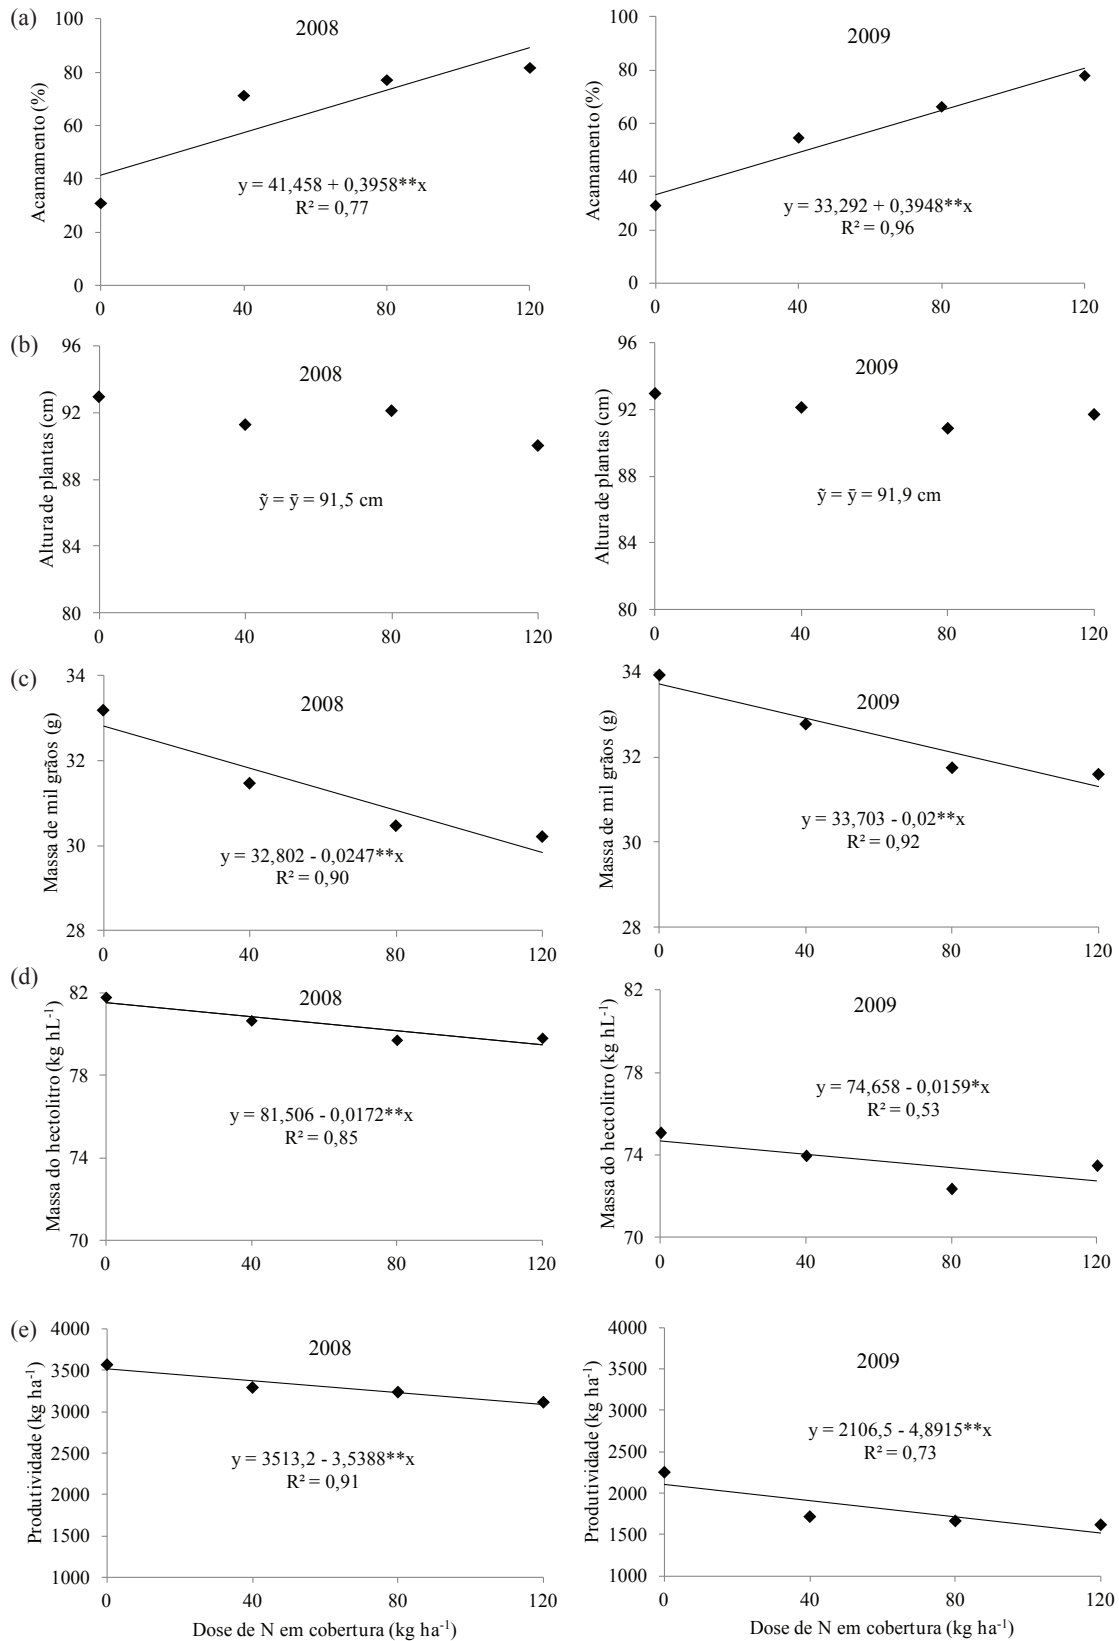 (a)
2008
Acamamento (%)
100
80
60
40
20
0
y = 41,458 + 0,3958**x
R² = 0,77
0 40 80 120
2009
Acamamento (%)
100
80
60
40
20
0
y = 33,292 + 0,3948**x
R² = 0,96
0 40 80 120
(b)
2008
Altura de plantas (cm)
96
92
88
84
80
ỹ = ȳ = 91,5 cm
0 40 80 120
2009
Altura de plantas (cm)
96
92
88
84
80
ỹ = ȳ = 91,9 cm
0 40 80 120
(c)
2008
Massa de mil grãos (g)
34
32
30
28
y = 32,802 - 0,0247**x
R² = 0,90
0 40 80 120
2009
Massa de mil grãos (g)
34
32
30
28
y = 33,703 - 0,02**x
R² = 0,92
0 40 80 120
(d)
2008
Massa do hectolitro (kg hL⁻¹)
82
78
74
70
y = 81,506 - 0,0172**x
R² = 0,85
0 40 80 120
2009
Massa do hectolitro (kg hL⁻¹)
82
78
74
70
y = 74,658 - 0,0159*x
R² = 0,53
0 40 80 120
(e)
2008
Produtividade (kg ha⁻¹)
4000
3500
3000
2500
2000
1500
1000
y = 3513,2 - 3,5388**x
R² = 0,91
0 40 80 120
Dose de N em cobertura (kg ha⁻¹)
2009
Produtividade (kg ha⁻¹)
4000
3500
3000
2500
2000
1500
1000
y = 2106,5 - 4,8915**x
R² = 0,73
0 40 80 120
Dose de N em cobertura (kg ha⁻¹)